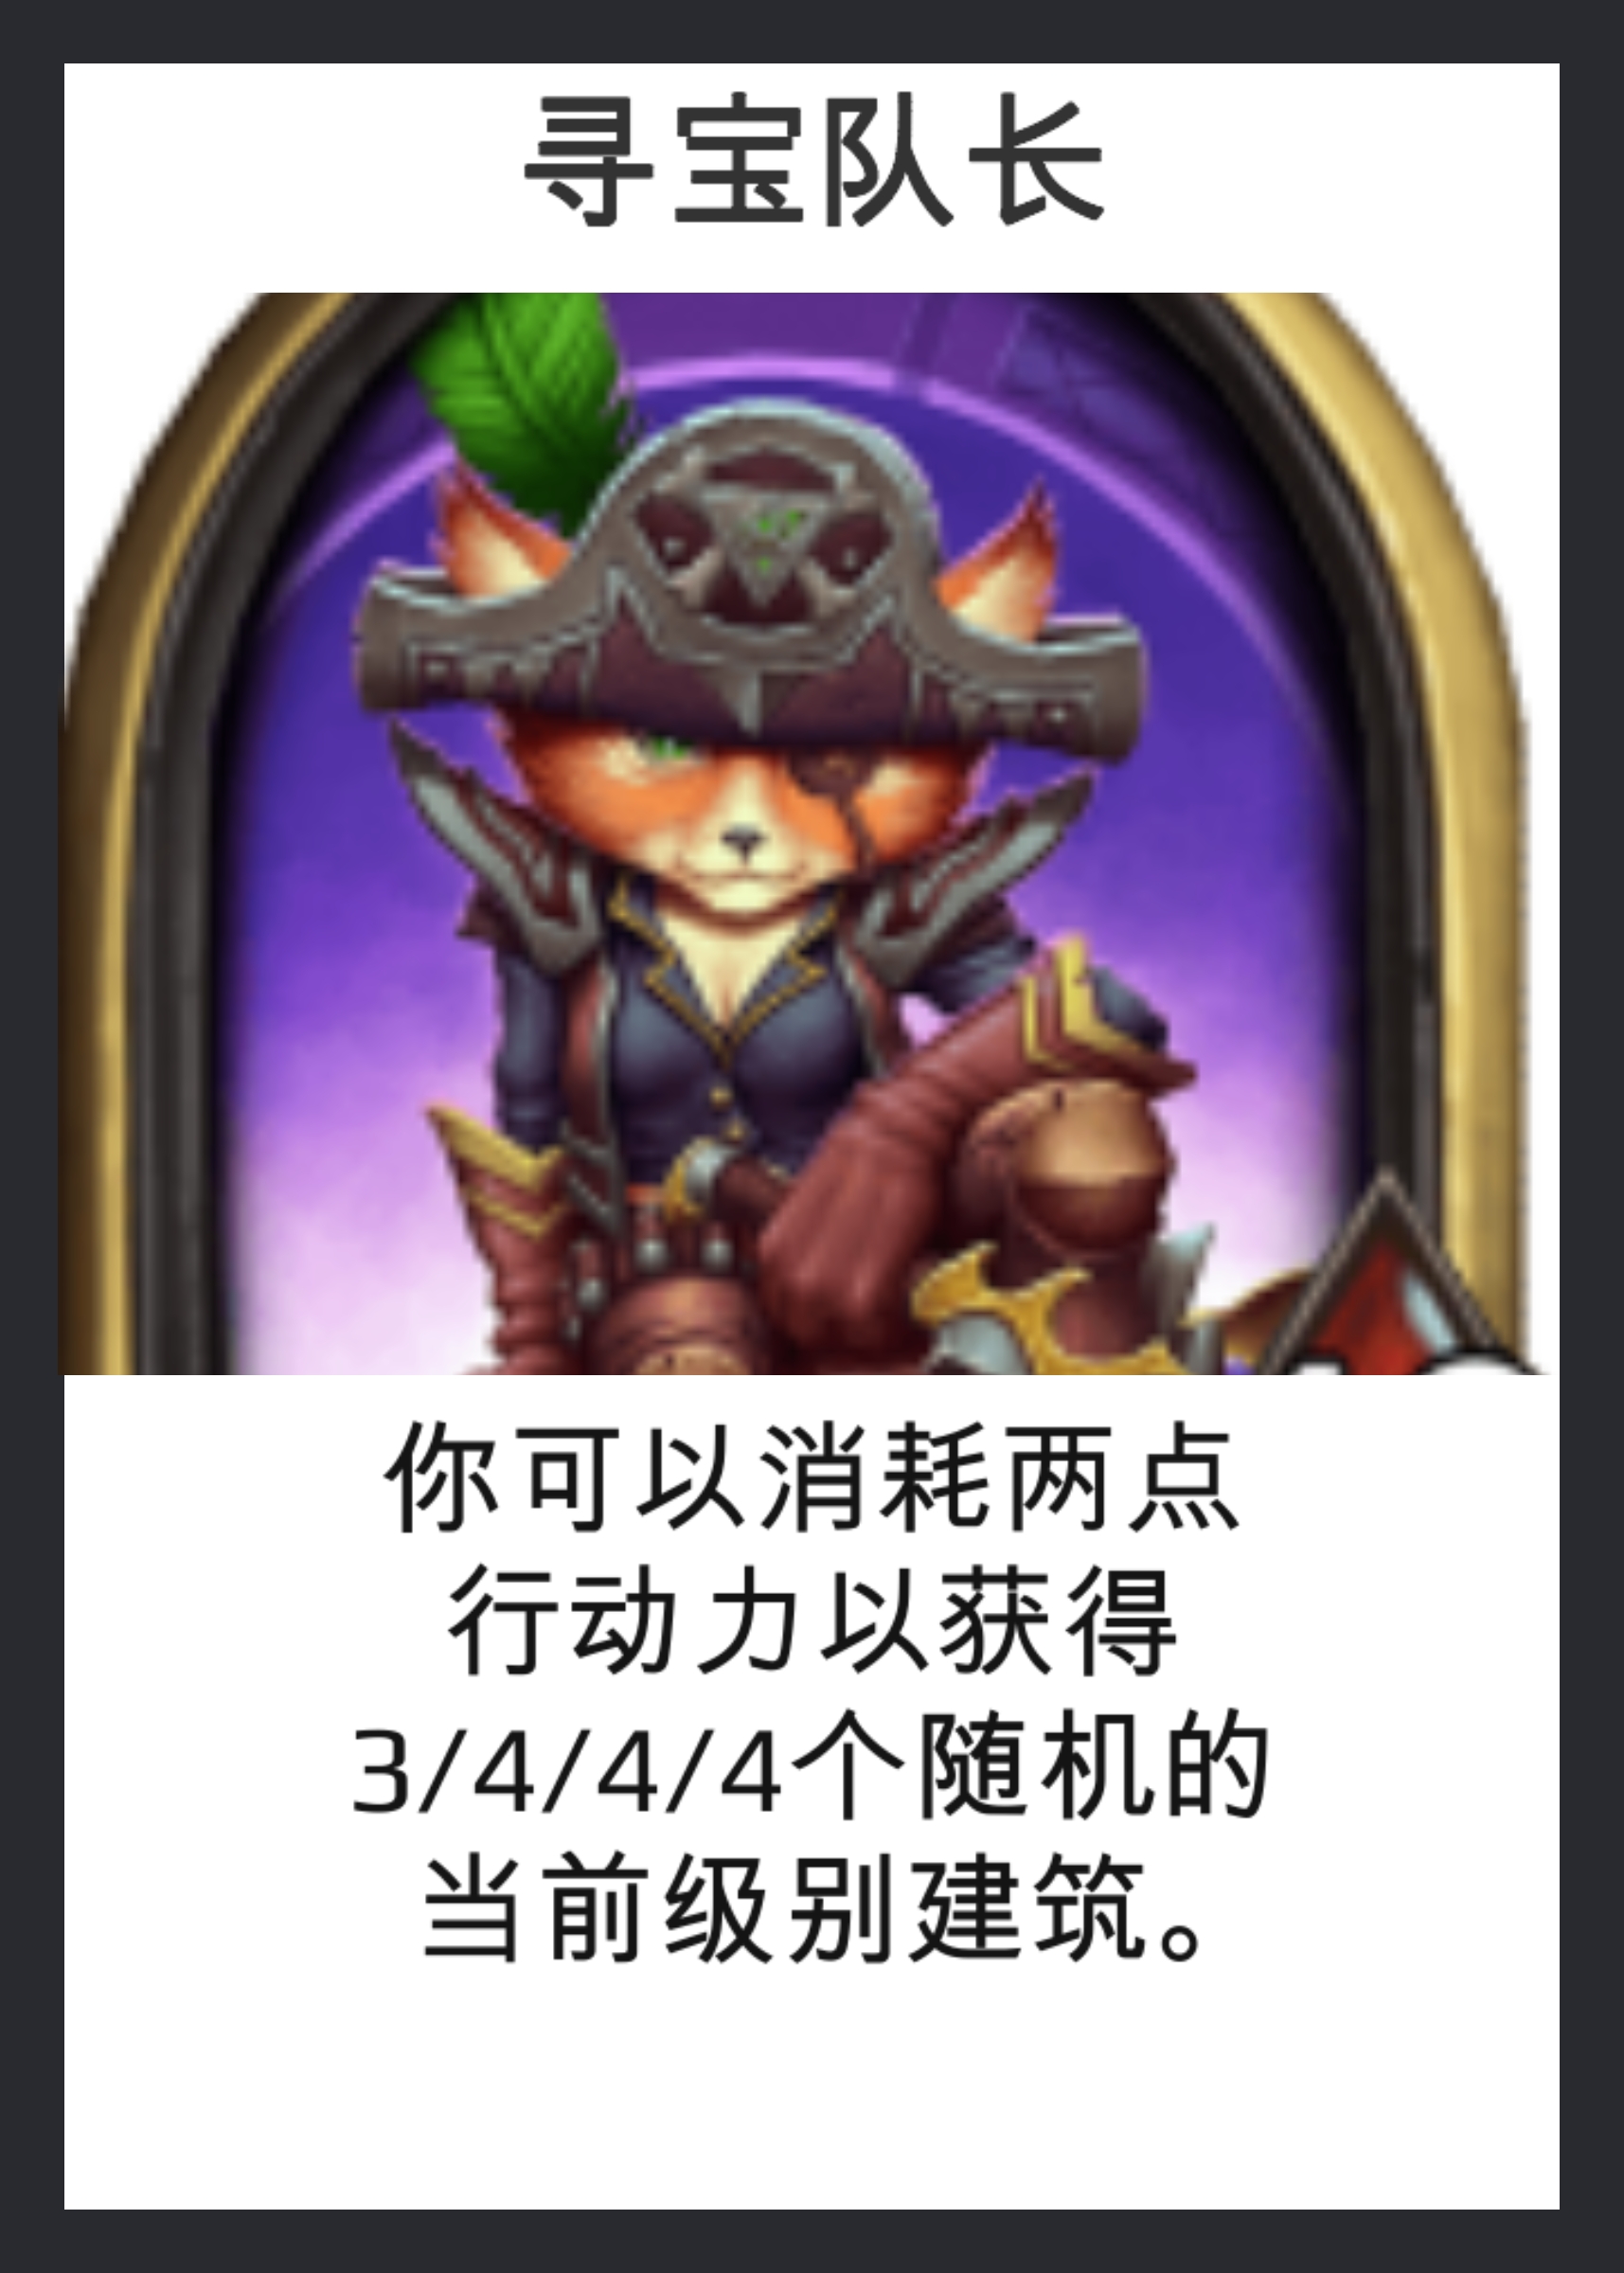 寻宝队长
你可以消耗两点
行动力以获得
3/4/4/4个随机的
当前级别建筑。